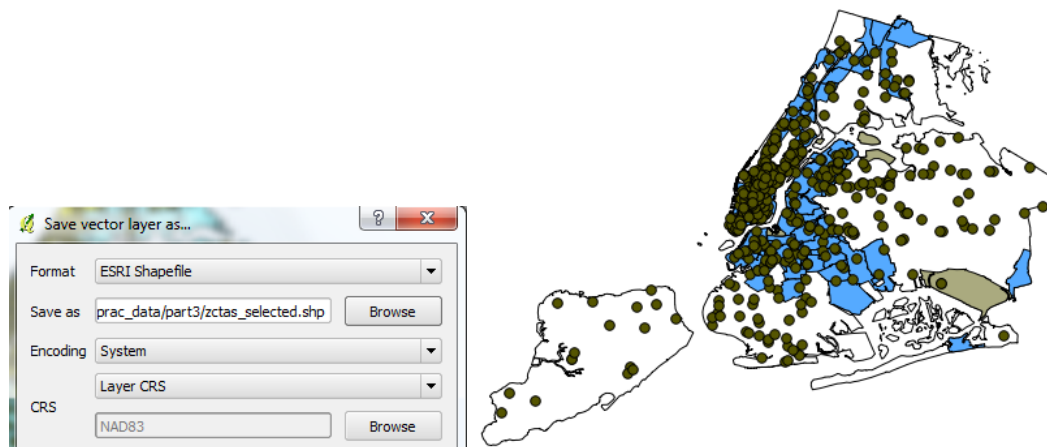 Save vector layer as...
?
X
Format ESRI Shapefile
Save as prac_data/part3/zctas_selected.shp Browse
Encoding System
Layer CRS
CRS
NAD83 Browse